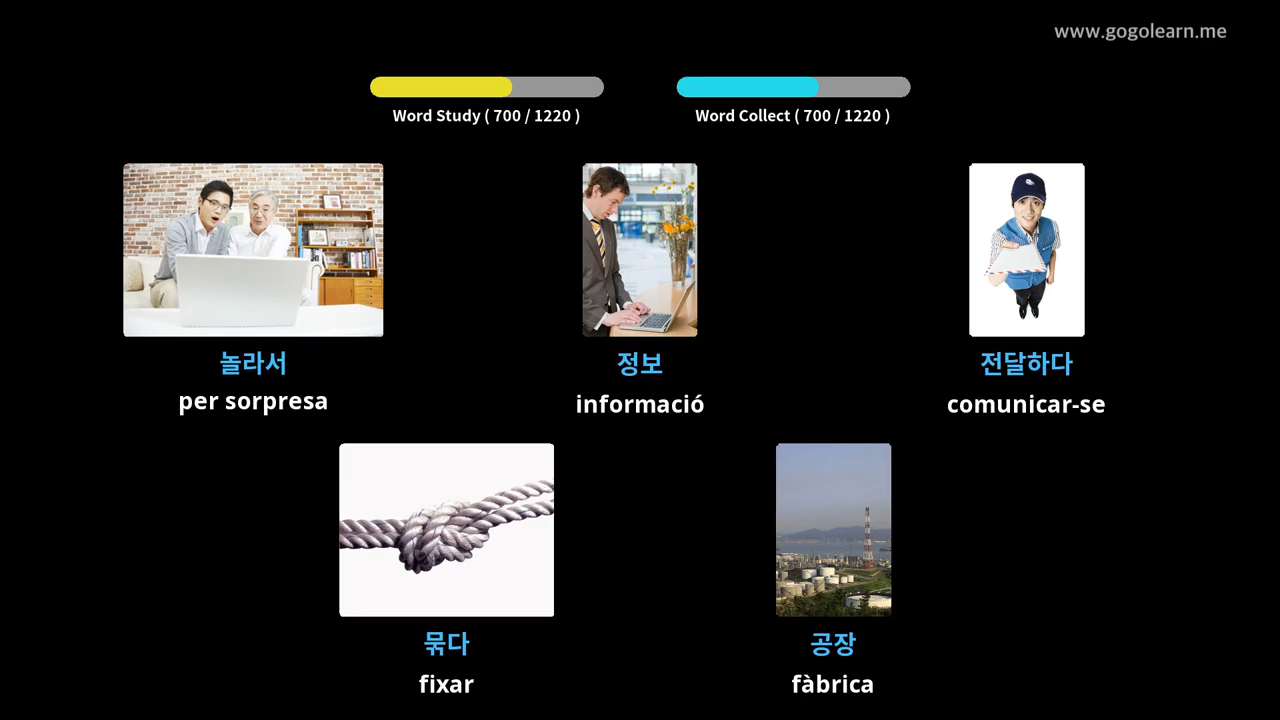 www.gogolearn.me
Word Study ( 700 / 1220 )
Word Collect ( 700 / 1220 )
놀라서
per sorpresa
정보
informació
전달하다
comunicar-se
묶다
fixar
공장
fàbrica